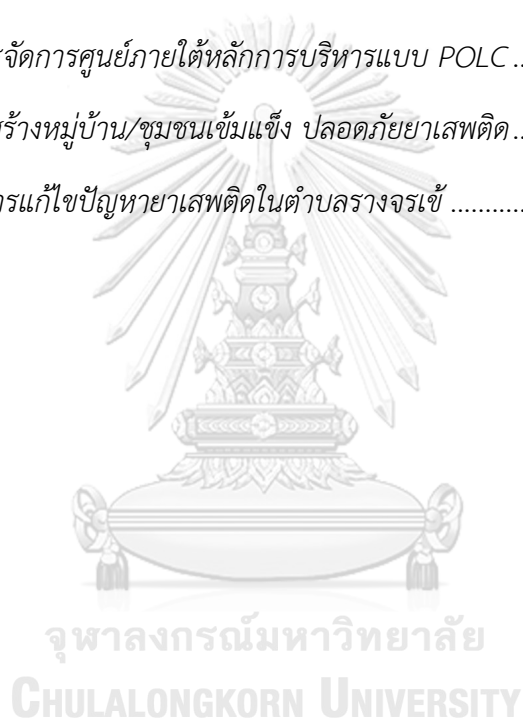 จัดการศูนย์ภายใต้หลักการบริหารแบบ POLC ..
ร้างหมู่บ้าน/ชุมชนเข้มแข็ง ปลอดภัยยาเสพติด ..
ารแก้ไขปัญหายาเสพติดในตำบลรางจรเข้ ............
จุฬาลงกรณ์มหาวิทยาลัย
CHULALONGKORN UNIVERSITY